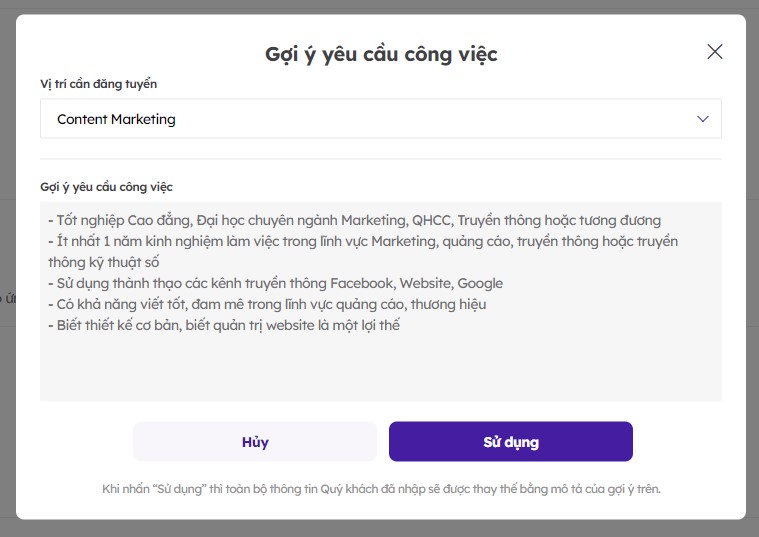 Gợi ý yêu cầu công việc
Vị trí cần đăng tuyển
Content Marketing
Gợi ý yêu cầu công việc
- Tốt nghiệp Cao đẳng, Đại học chuyên ngành Marketing, QHCC, Truyền thông hoặc tương đương
- Ít nhất 1 năm kinh nghiệm làm việc trong lĩnh vực Marketing, quảng cáo, truyền thông hoặc truyền
thông kỹ thuật số
- Sử dụng thành thạo các kênh truyền thông Facebook, Website, Google
- Có khả năng viết tốt, đam mê trong lĩnh vực quảng cáo, thương hiệu
- Biết thiết kế cơ bản, biết quản trị website là một lợi thế
Hủy
Sử dụng
Khi nhấn “Sử dụng” thì toàn bộ thông tin Quý khách đã nhập sẽ được thay thế bằng mô tả của gợi ý trên.